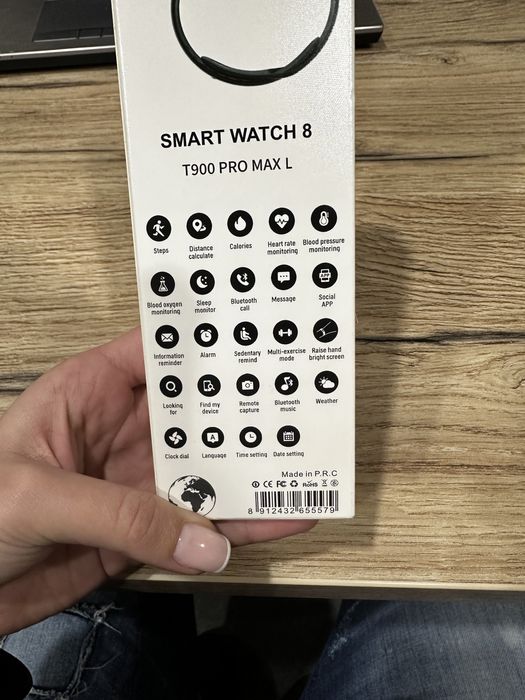 SMART WATCH 8
T900 PRO MAX L
Steps
Distance
calculate
Calories
Heart rate
monitoring
Blood pressure
monitoring
Blood oxygen
monitoring
Sleep
monitor
Bluetooth
call
Message
Social
APP
Information
reminder
Alarm
Sedentary
remind
Multi-exercise
mode
Raise hand
bright screen
Looking
for
Find my
device
Remote
capture
Bluetooth
music
Weather
Clock dial
A
Language
Time setting
Date setting
Made in P.R.C
CE FC RoHS
8 912432 655579